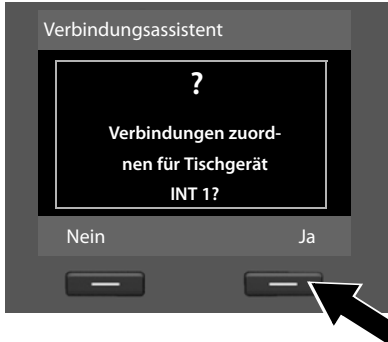 Verbindungsassistent
?
Verbindungen zuord-
nen für Tischgerät
INT 1?
Nein Ja